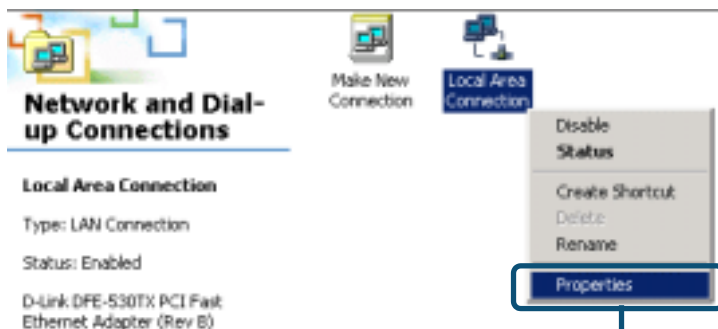 Make New
Connection
Local Area
Connection
Network and Dial-
up Connections
Local Area Connection
Type: LAN Connection
Status: Enabled
D-Link DFE-530TX PCI Fast
Ethernet Adapter (Rev B)
Disable
Status
Create Shortcut
Delete
Rename
Properties